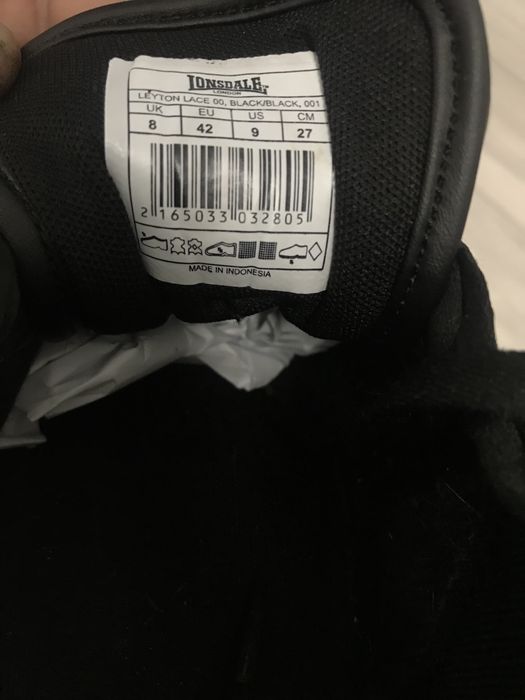 LONSDALE
LONDON
LEYTON LACE 00, BLACK/BLACK, 001
UK EU US CM
8 42 9 27
2 165033 032805
MADE IN INDONESIA